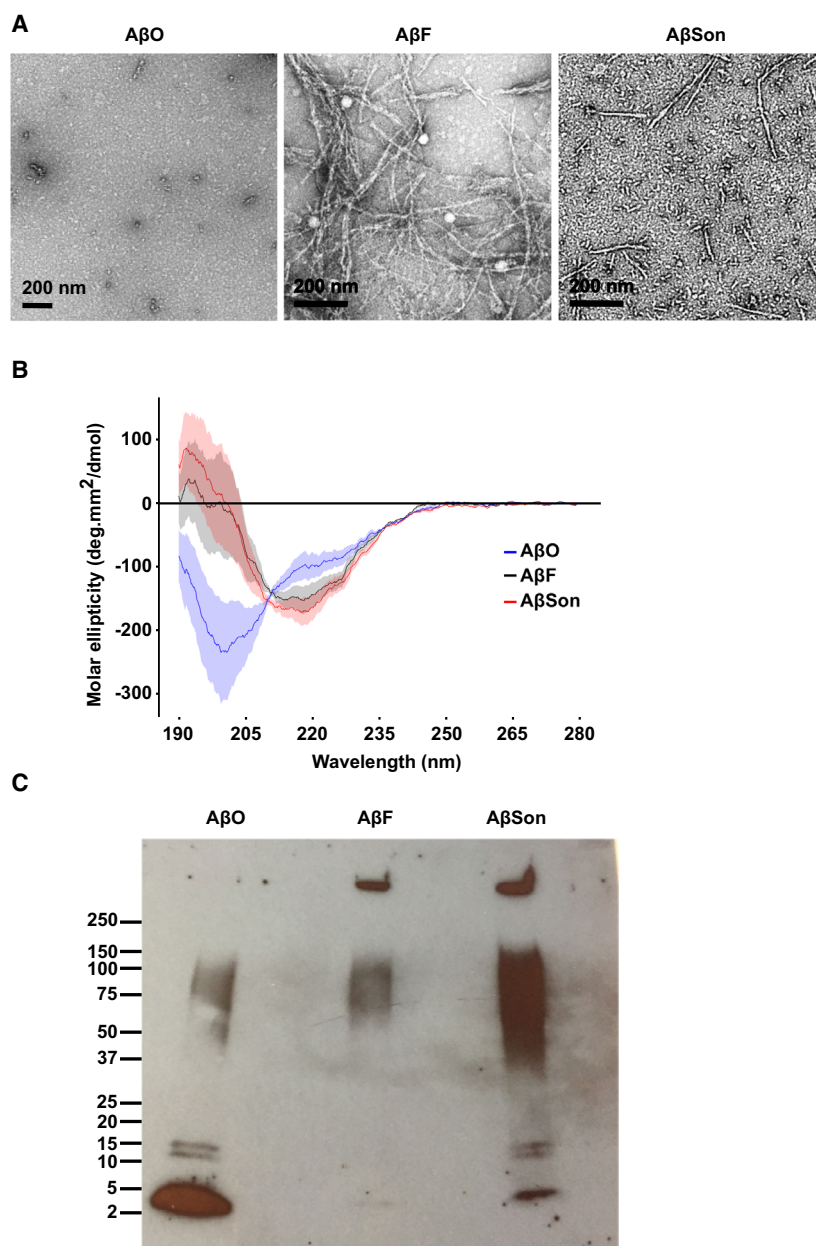 A
AβO AβF AβSon
200 nm 200 nm 200 nm
B
Molar ellipticity (deg.mm²/dmol)
100
0
-100
-200
-300
AβO
AβF
AβSon
190 205 220 235 250 265 280
Wavelength (nm)
C
AβO AβF AβSon
250
150
100
75
50
37
25
20
15
10
5
2